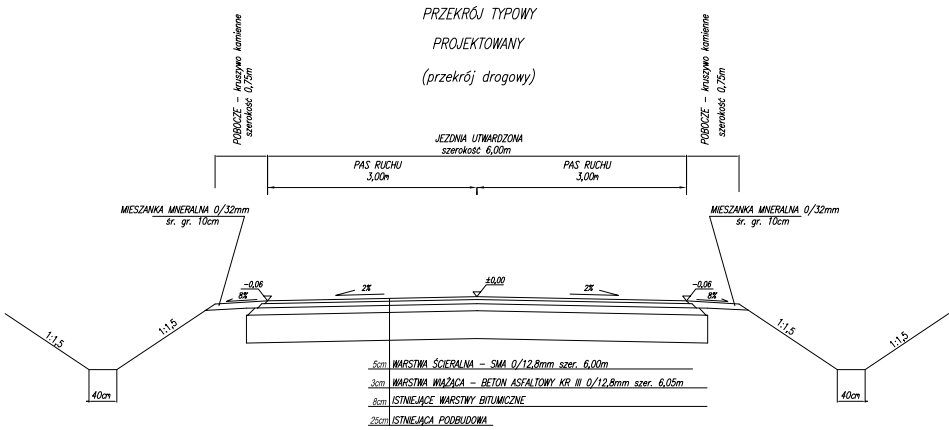 PRZEKRÓJ TYPOWY
PROJEKTOWANY
(przekrój drogowy)
POBOCZE - kruszywo kamienne
szerokość 0,75m
POBOCZE - kruszywo kamienne
szerokość 0,75m
JEZDNIA UTWARDZONA
szerokość 6,00m
PAS RUCHU
3,00m
PAS RUCHU
3,00m
MIESZANKA MNERALNA 0/32mm
śr. gr. 10cm
MIESZANKA MNERALNA 0/32mm
śr. gr. 10cm
-0,06
±0,00
-0,06
8%
2%
2%
8%
1:1,5
1:1,5
1:1,5
1:1,5
40cm
40cm
5cm WARSTWA ŚCIERALNA - SMA 0/12,8mm szer. 6,00m
3cm WARSTWA WIĄŻĄCA - BETON ASFALTOWY KR III 0/12,8mm szer. 6,05m
8cm ISTNIEJĄCE WARSTWY BITUMICZNE
25cm ISTNIEJĄCA PODBUDOWA